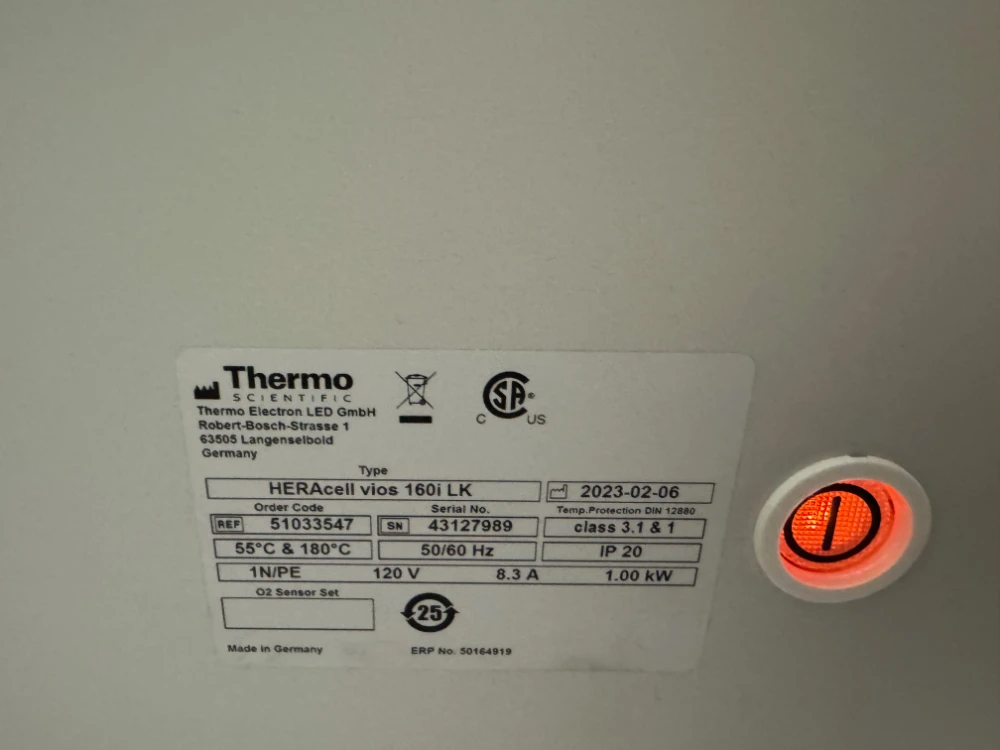 Thermo
SCIENTIFIC
Thermo Electron LED GmbH
Robert-Bosch-Strasse 1
63505 Langenselbold
Germany
SA®
C US
Type
HERAcell vios 160i LK
2023-02-06
Order Code Serial No. Temp.Protection DIN 12880
REF 51033547 SN 43127989 class 3.1 & 1
55°C & 180°C 50/60 Hz IP 20
1N/PE 120 V 8.3 A 1.00 kW
O2 Sensor Set
25
Made in Germany ERP No. 50164919